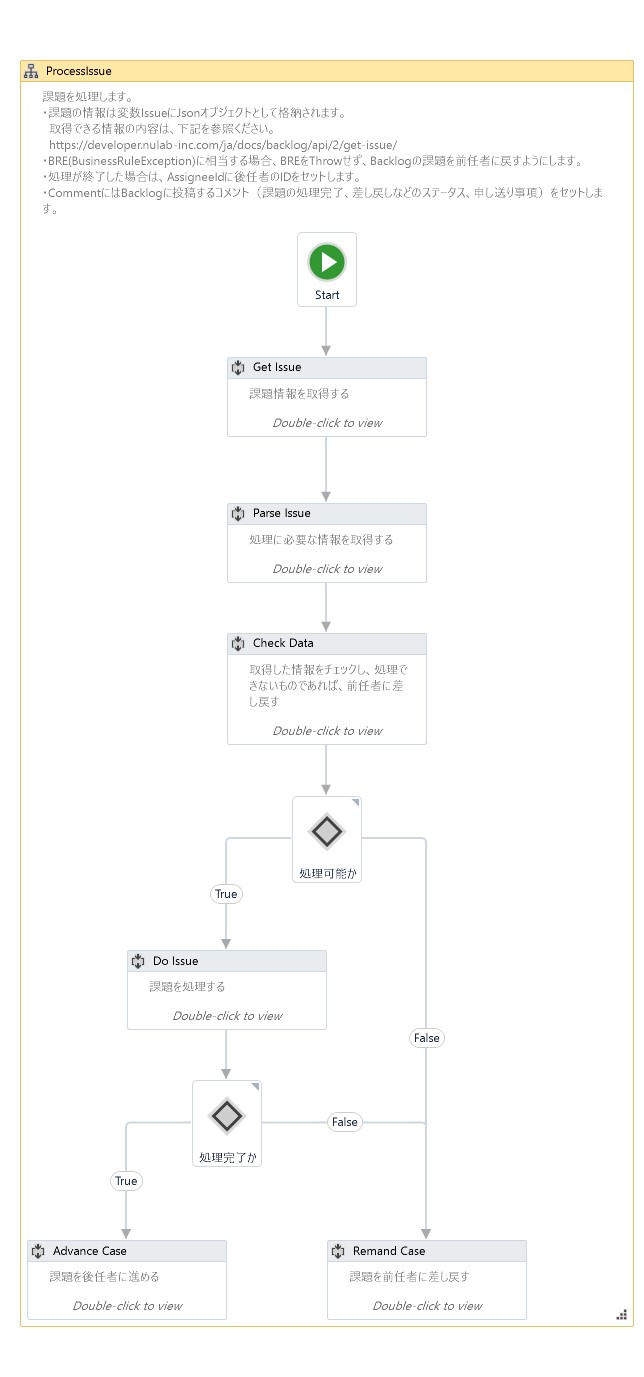 ProcessIssue
課題を処理します。
・課題の情報は変数IssueにJsonオブジェクトとして格納されます。
取得できる情報の内容は、下記を参照ください。
https://developer.nulab-inc.com/ja/docs/backlog/api/2/get-issue/
・BRE(BusinessRuleException)に相当する場合、BREをThrowせず、Backlogの課題を前任者に戻すようにします。
・処理が終了した場合は、AssigneeIdに後任者のIDをセットします。
・CommentにはBacklogに投稿するコメント（課題の処理完了、差し戻しなどのステータス、申し送り事項）をセットしま
す。
Start
Get Issue
課題情報を取得する
Double-click to view
Parse Issue
処理に必要な情報を取得する
Double-click to view
Check Data
取得した情報をチェックし、処理で
きないものであれば、前任者に差
し戻す
Double-click to view
処理可能か
True
Do Issue
課題を処理する
Double-click to view
False
処理完了か
False
True
Advance Case
課題を後任者に進める
Double-click to view
Remand Case
課題を前任者に差し戻す
Double-click to view